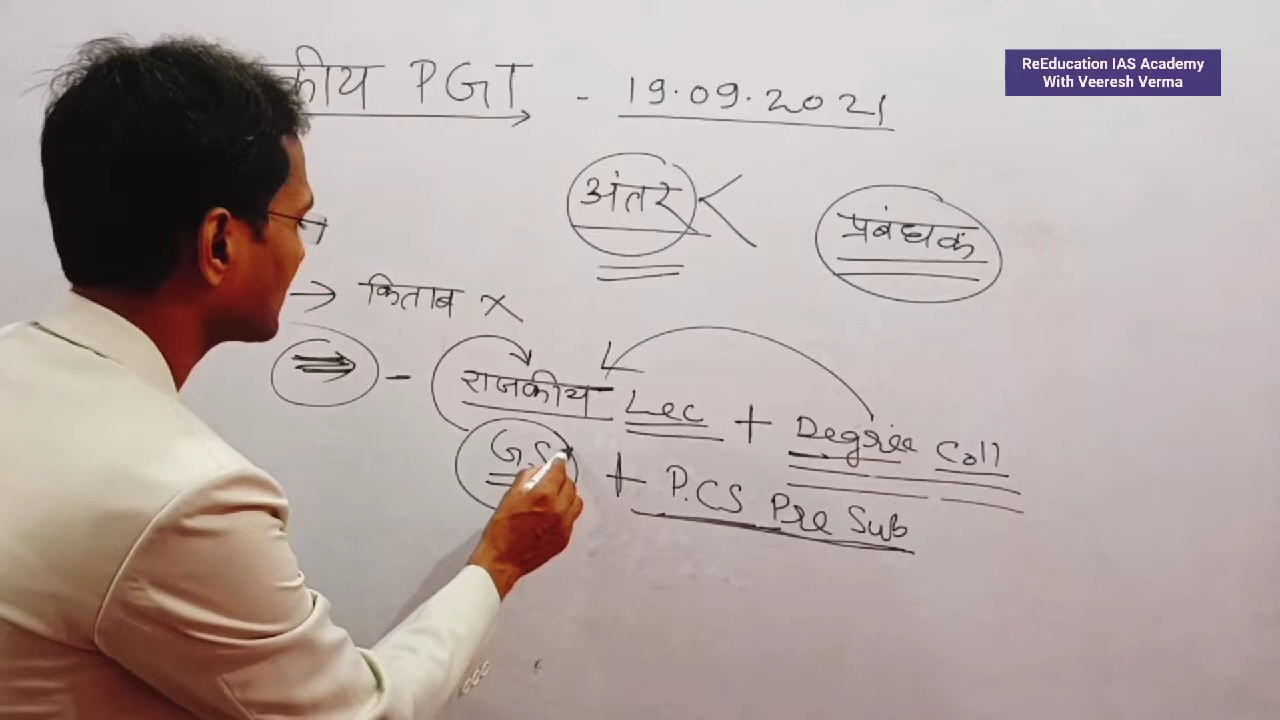 ReEducation IAS Academy
With Veeresh Verma
कीय PGT - 19.09.2021
अंतर <
प्रबंधक
→ किताब ×
⇒ - राजकीय Lec + Degree Coll
G.S + P.CS Pre Sub